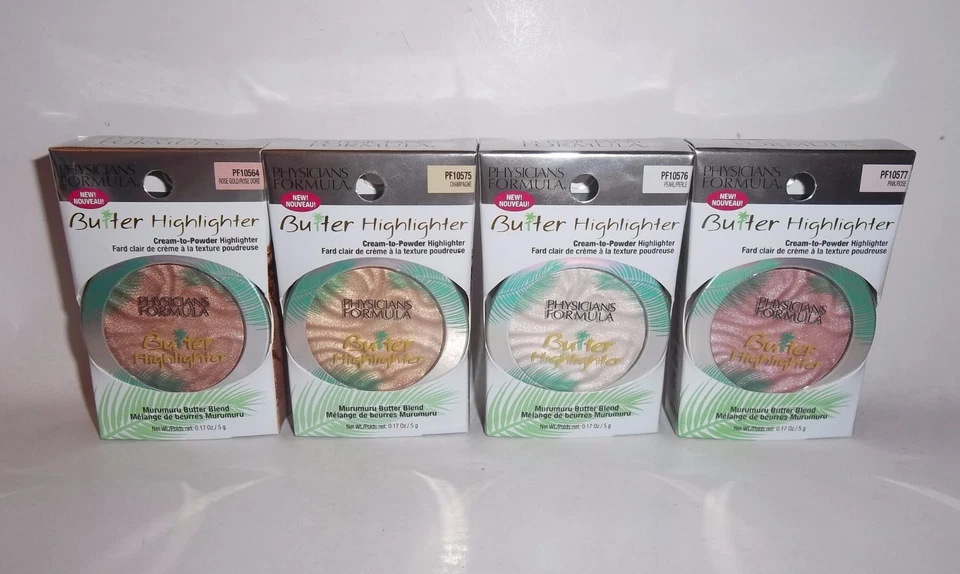 PHYSICIANS
FORMULA
PF10564
ROSE GOLD/ROSE DORÉ
NEW!
NOUVEAU!
Butter Highlighter
Cream-to-Powder Highlighter
Fard clair de crème à la texture poudreuse
PHYSICIANS
FORMULA
Butter
Highlighter
Murumuru Butter Blend
Mélange de beurres Murumuru
Net Wt./Poids net: 0.17 Oz./ 5 g
PHYSICIANS
FORMULA.
PF10575
CHAMPAGNE
NEW!
NOUVEAU!
Butter Highlighter
Cream-to-Powder Highlighter
Fard clair de crème à la texture poudreuse
PHYSICIANS
FORMULA
Butter
Highlighter
Murumuru Butter Blend
Mélange de beurres Murumuru
Net Wt./Poids net: 0.17 Oz./ 5 g
PHYSICIANS
FORMULA.
PF10576
PEARL/PERLE
NEW!
NOUVEAU!
Butter Highlighter
Cream-to-Powder Highlighter
Fard clair de crème à la texture poudreuse
PHYSICIANS
FORMULA
Butter
Highlighter
Murumuru Butter Blend
Mélange de beurres Murumuru
Net Wt./Poids net: 0.17 Oz./ 5 g
PHYSICIANS
FORMULA.
PF10577
PINK/ROSE
NEW!
NOUVEAU!
Butter Highlighter
Cream-to-Powder Highlighter
Fard clair de crème à la texture poudreuse
PHYSICIANS
FORMULA
Butter
Highlighter
Murumuru Butter Blend
Mélange de beurres Murumuru
Net Wt./Poids net: 0.17 Oz./ 5 g